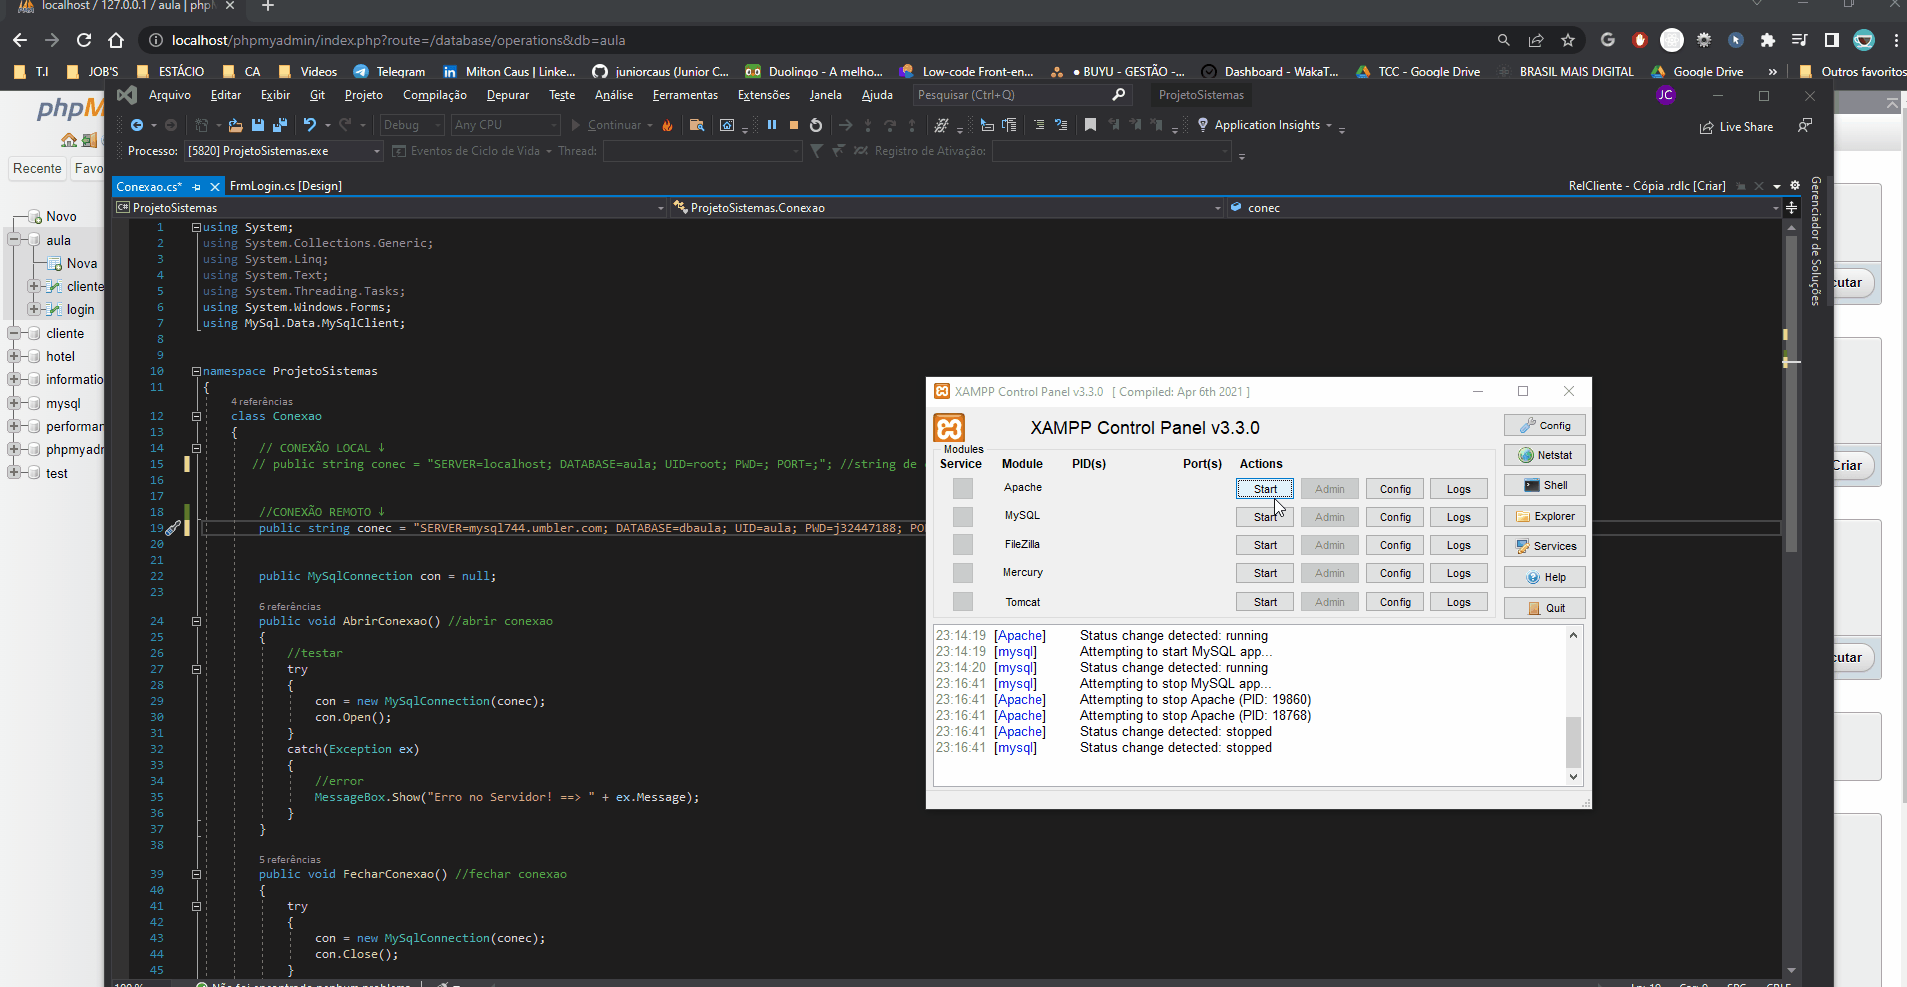 localhost / 127.0.0.1 / aula | phpM
localhost/phpmyadmin/index.php?route=/database/operations&db=aula
T.I JOB'S ESTÁCIO CA Videos Telegram Milton Caus | Linke... juniorcaus (Junior C... Duolingo - A melho... Low-code Front-en... ● BUYU - GESTÃO -... Dashboard - WakaT... TCC - Google Drive BRASIL MAIS DIGITAL Google Drive » Outros favoritos
phpM
Recente Favo
Novo
aula
Nova
cliente
login
cliente
hotel
informatio
mysql
performar
phpmyadr
test
Arquivo Editar Exibir Git Projeto Compilação Depurar Teste Análise Ferramentas Extensões Janela Ajuda Pesquisar (Ctrl+Q) ProjetoSistemas JC
Debug Any CPU Continuar Application Insights Live Share
Processo: [5820] ProjetoSistemas.exe Eventos de Ciclo de Vida Thread: Registro de Ativação:
Conexao.cs* FrmLogin.cs [Design] RelCliente - Cópia .rdlc [Criar]
C# ProjetoSistemas ProjetoSistemas.Conexao conec
Gerenciador de Soluções
1 using System;
2 using System.Collections.Generic;
3 using System.Linq;
4 using System.Text;
5 using System.Threading.Tasks;
6 using System.Windows.Forms;
7 using MySql.Data.MySqlClient;
8
9
10 namespace ProjetoSistemas
11 {
4 referências
12 class Conexao
13 {
14 // CONEXÃO LOCAL ↓
15 // public string conec = "SERVER=localhost; DATABASE=aula; UID=root; PWD=; PORT=;"; //string de
16
17
18 //CONEXÃO REMOTO ↓
19 public string conec = "SERVER=mysql744.umbler.com; DATABASE=dbaula; UID=aula; PWD=j32447188; PO
20
21
22 public MySqlConnection con = null;
23
6 referências
24 public void AbrirConexao() //abrir conexao
25 {
26 //testar
27 try
28 {
29 con = new MySqlConnection(conec);
30 con.Open();
31 }
32 catch(Exception ex)
33 {
34 //error
35 MessageBox.Show("Erro no Servidor! ==> " + ex.Message);
36 }
37 }
38
5 referências
39 public void FecharConexao() //fechar conexao
40 {
41 try
42 {
43 con = new MySqlConnection(conec);
44 con.Close();
45 }
XAMPP Control Panel v3.3.0 [ Compiled: Apr 6th 2021 ]
XAMPP Control Panel v3.3.0
Modules
Service Module PID(s) Port(s) Actions
Apache Start Admin Config Logs
MySQL Start Admin Config Logs
FileZilla Start Admin Config Logs
Mercury Start Admin Config Logs
Tomcat Start Admin Config Logs
Config
Netstat
Shell
Explorer
Services
Help
Quit
23:14:19 [Apache] Status change detected: running
23:14:19 [mysql] Attempting to start MySQL app...
23:14:20 [mysql] Status change detected: running
23:16:41 [mysql] Attempting to stop MySQL app...
23:16:41 [Apache] Attempting to stop Apache (PID: 19860)
23:16:41 [Apache] Attempting to stop Apache (PID: 18768)
23:16:41 [Apache] Status change detected: stopped
23:16:41 [mysql] Status change detected: stopped
cutar
Criar
cutar